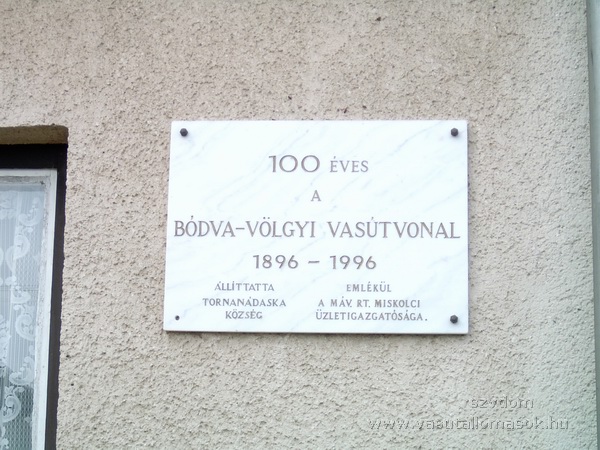 100 ÉVES
A
BÓDVA-VÖLGYI VASÚTVONAL
1896 - 1996
ÁLLÍTTATTA
TORNANÁDASKA
KÖZSÉG
EMLÉKÜL
A MÁV. RT. MISKOLCI
ÜZLETIGAZGATÓSÁGA.
szydom
www.vasutallomasok.hu